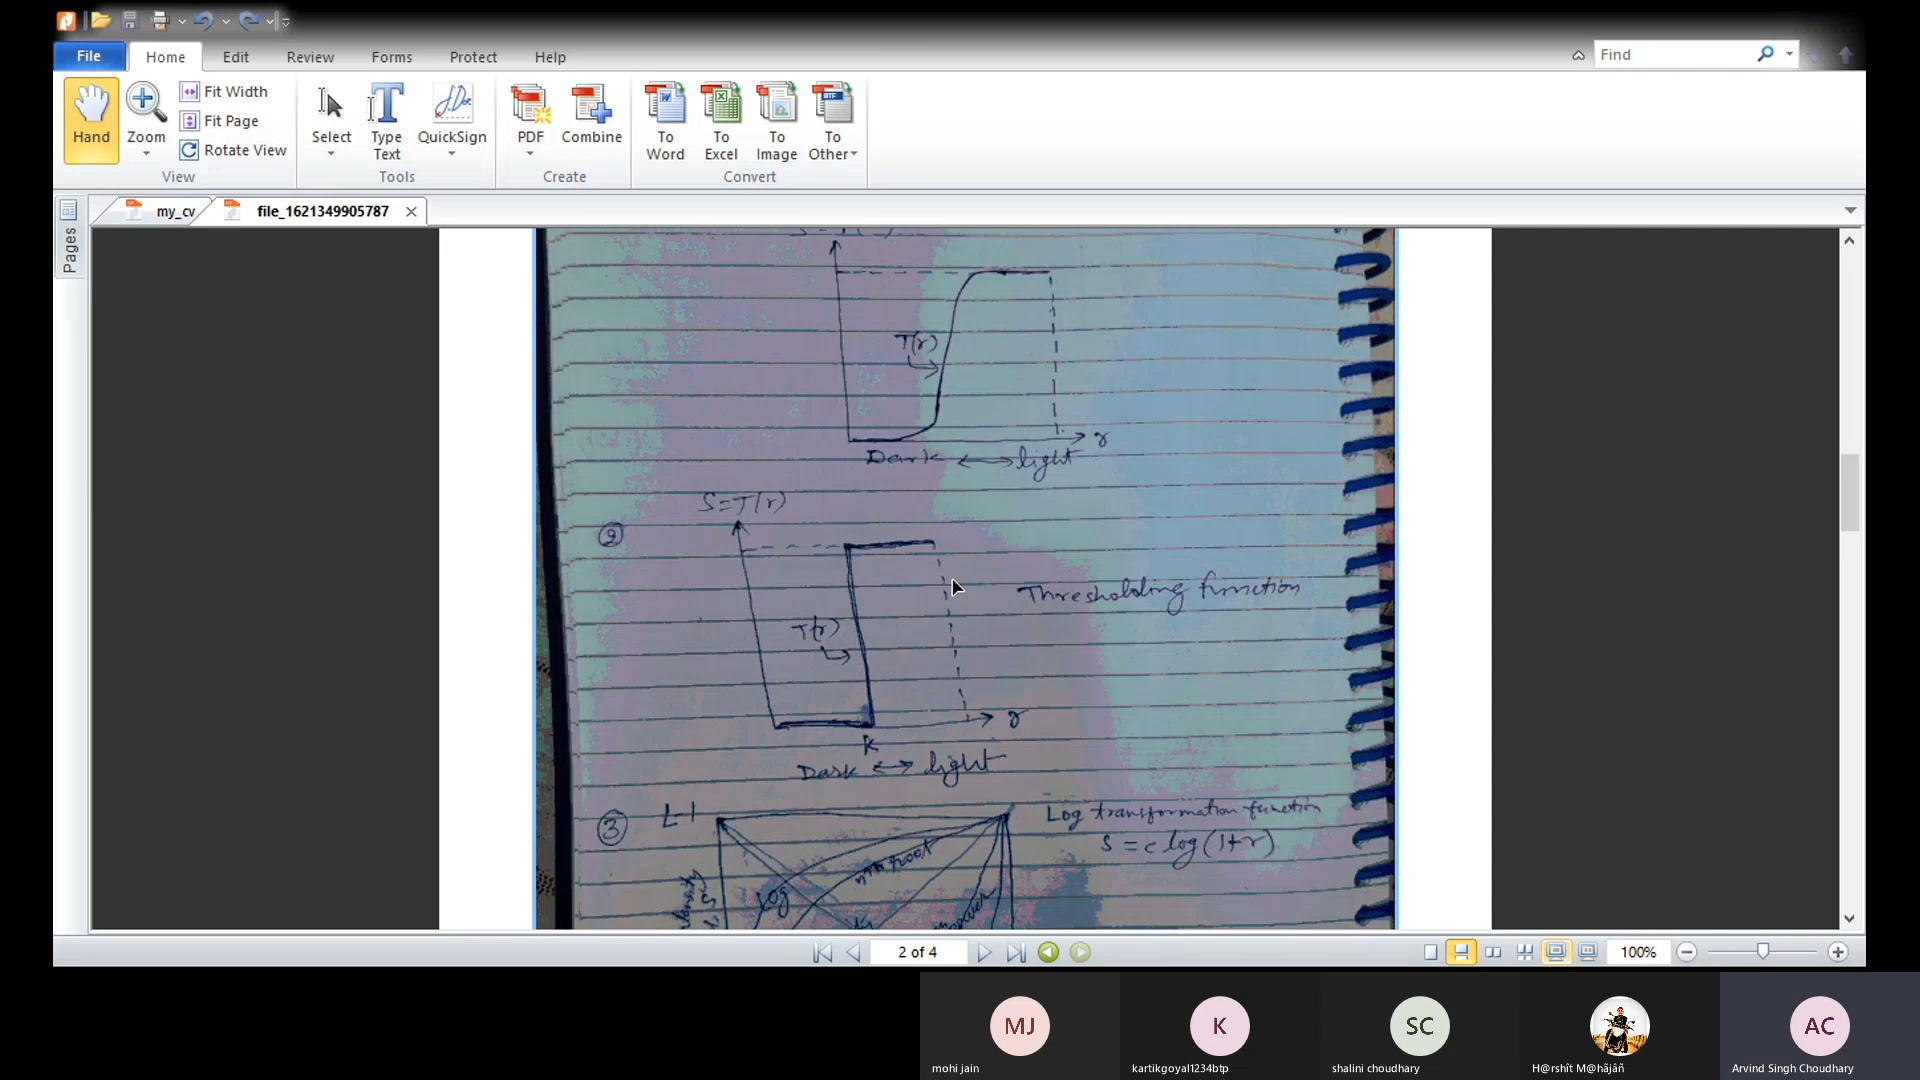 File
Home
Edit
Review
Forms
Protect
Help
Find
Hand
Zoom
Fit Width
Fit Page
Rotate View
View
Select
Type Text
QuickSign
Tools
PDF
Combine
Create
To Word
To Excel
To Image
To Other
Convert
my_cv
file_1621349905787
Pages
T(r)
r
Dark ↔ light
S=T(r)
2
Thresholding function
T(r)
r
k
Dark ↔ light
3
L-1
Log transformation function
S = c log(1+r)
nth root
Log
2 of 4
100%
MJ
mohi jain
K
kartikgoyal1234btp
SC
shalini choudhary
H@rshît M@hãjâñ
AC
Arvind Singh Choudhary